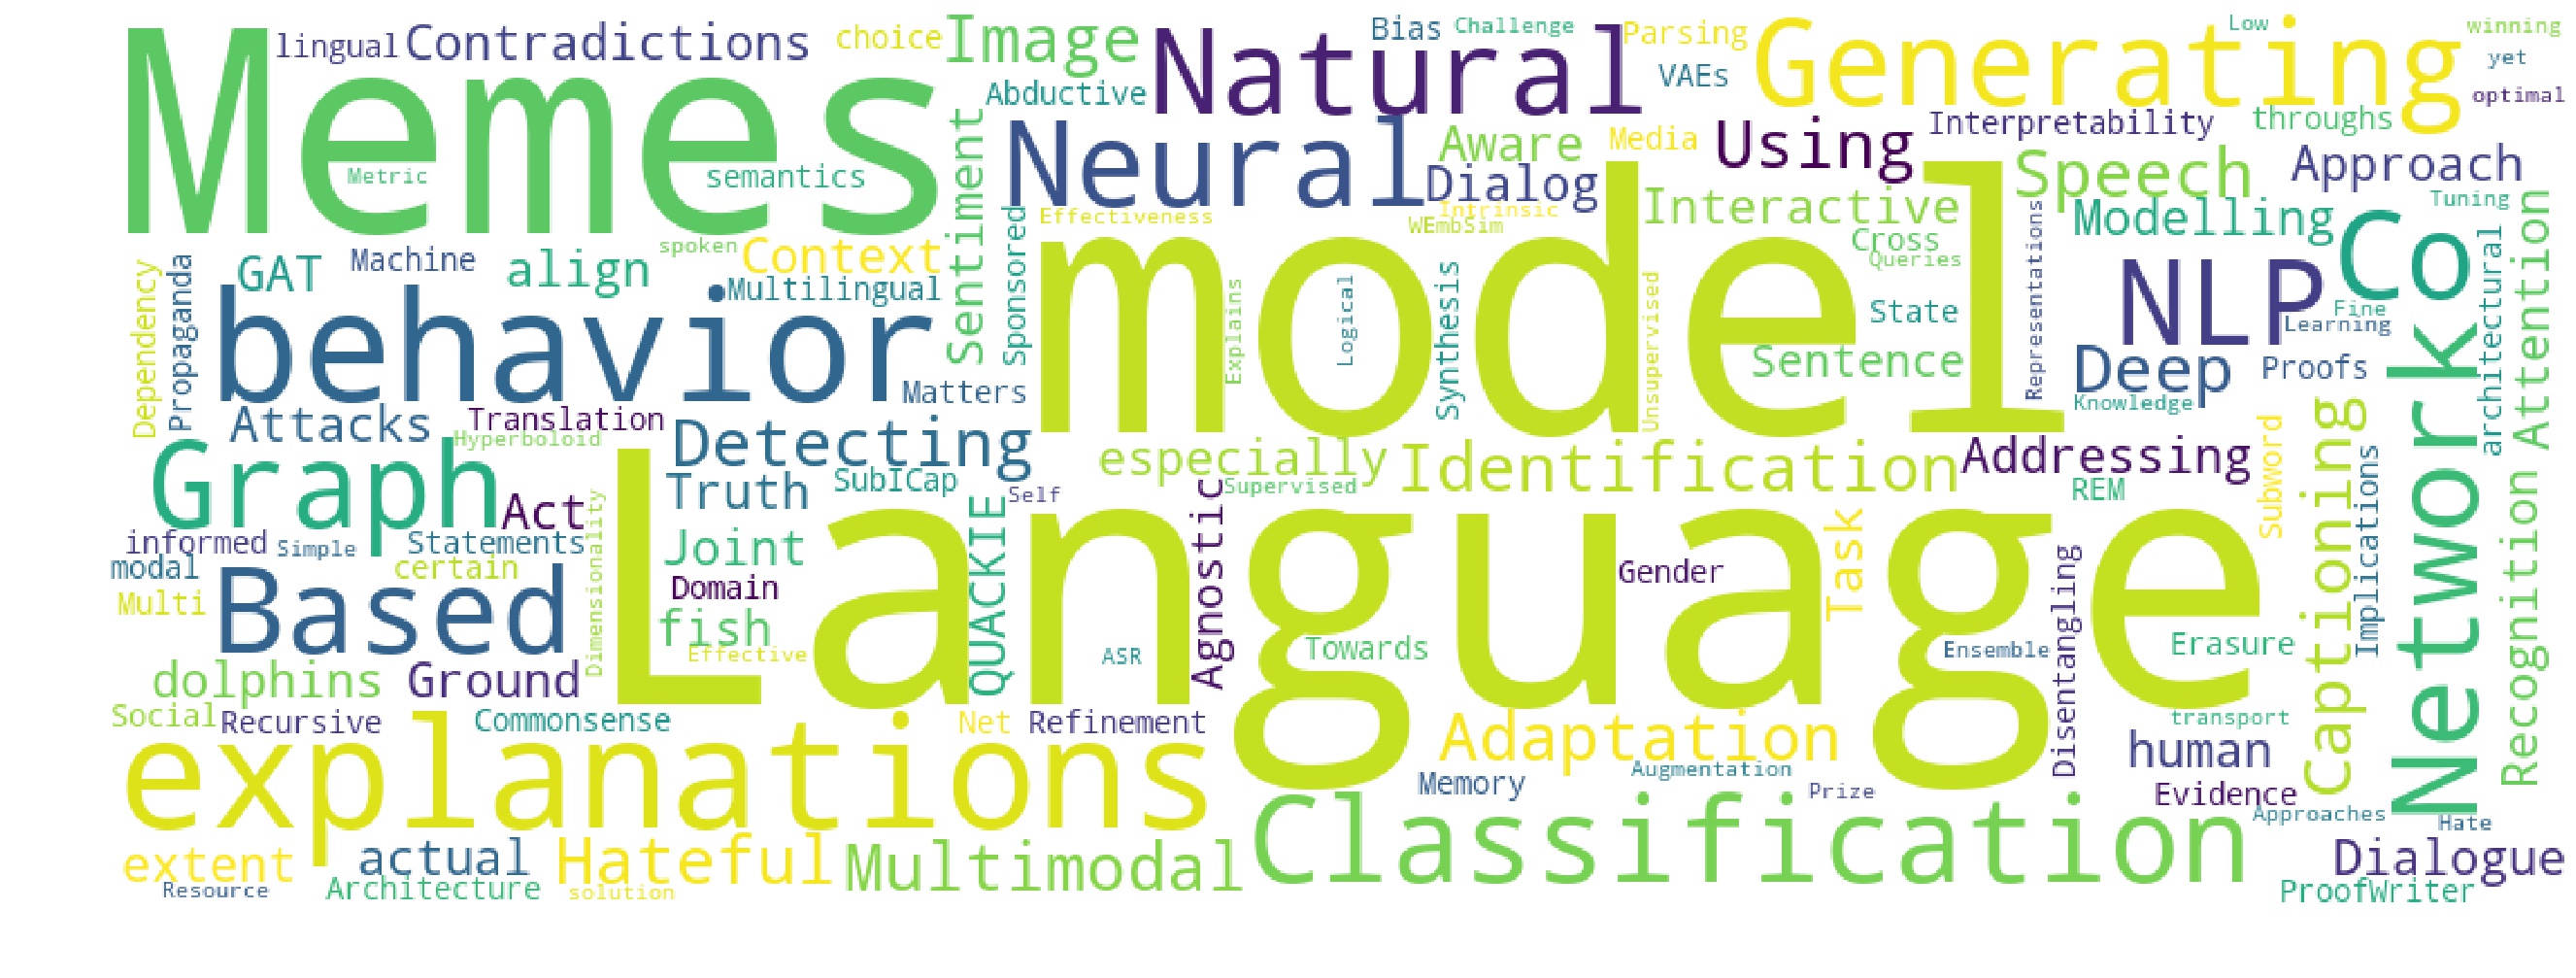 Memes
lingual
Contradictions
choice
Image
Natural
Bias
Challenge
Parsing
Generating
Low
winning
yet
optimal
VAEs
Abductive
Neural
Aware
Media
Using
Interpretability
throughs
Approach
Metric
semantics
Sentiment
Dialog
Speech
Tuning
Effectiveness
Intrinsic
WEmbSim
Interactive
Modelling
Co
Sponsored
model
Cross
Queries
Representations
spoken
Context
GAT
Machine
align
Multilingual
Dependency
Propaganda
behavior
Explains
Logical
Synthesis
Unsupervised
State
NLP
Fine
Learning
architectural
Attention
Sentence
Deep
Proofs
Matters
Knowledge
Attacks
Translation
Hyperboloid
Detecting
especially
Identification
Addressing
Subword
Captioning
Implications
Network
Graph
Act
Truth
SubICap
Self
Supervised
REM
Recognition
informed
Simple
Statements
Dimensionality
Joint
QUACKIE
Agnostic
Language
Task
Gender
Disentangling
modal
certain
Domain
Multi
Based
fish
Effective
ASR
Towards
Ensemble
Erasure
dolphins
Ground
Social
Recursive
Commonsense
Net
Refinement
Adaptation
transport
human
explanations
Memory
Augmentation
Prize
Evidence
Approaches
Hate
Classification
extent
actual
Hateful
Multimodal
Dialogue
Resource
Architecture
solution
ProofWriter